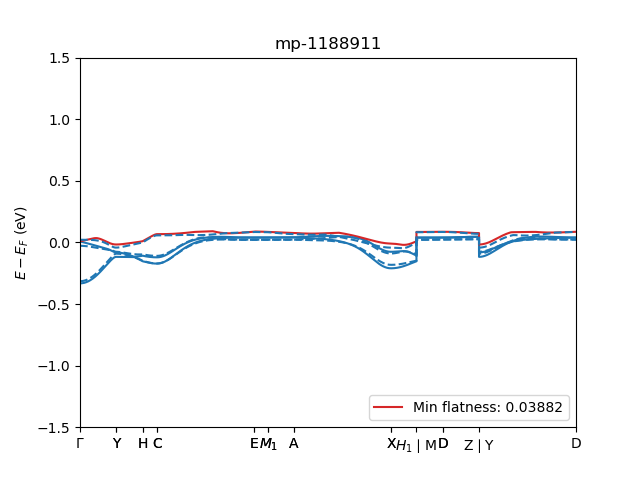 mp-1188911
1.5
1.0
0.5
0.0
−0.5
−1.0
−1.5
E − E_F (eV)
Min flatness: 0.03882
Γ Y H C E M₁ A X H₁ | M D Z | Y D